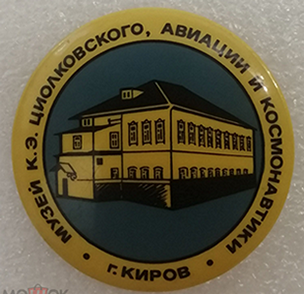 МУЗЕЙ К.Э. ЦИОЛКОВСКОГО, АВИАЦИИ И КОСМОНАВТИКИ
• Г. КИРОВ •